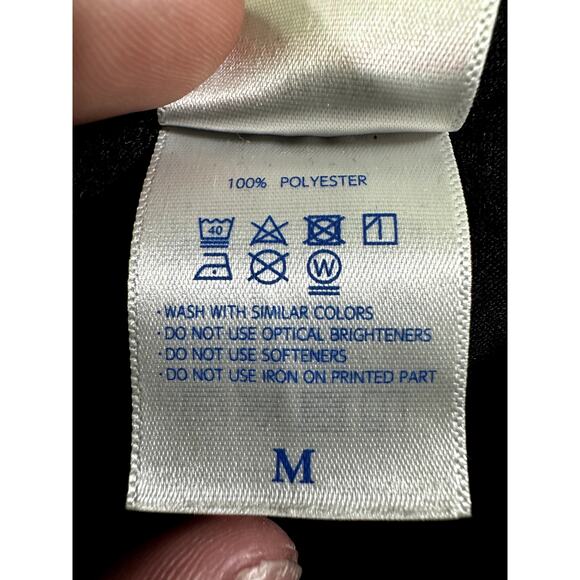 100% POLYESTER
40
W
·WASH WITH SIMILAR COLORS
·DO NOT USE OPTICAL BRIGHTENERS
·DO NOT USE SOFTENERS
·DO NOT USE IRON ON PRINTED PART
M